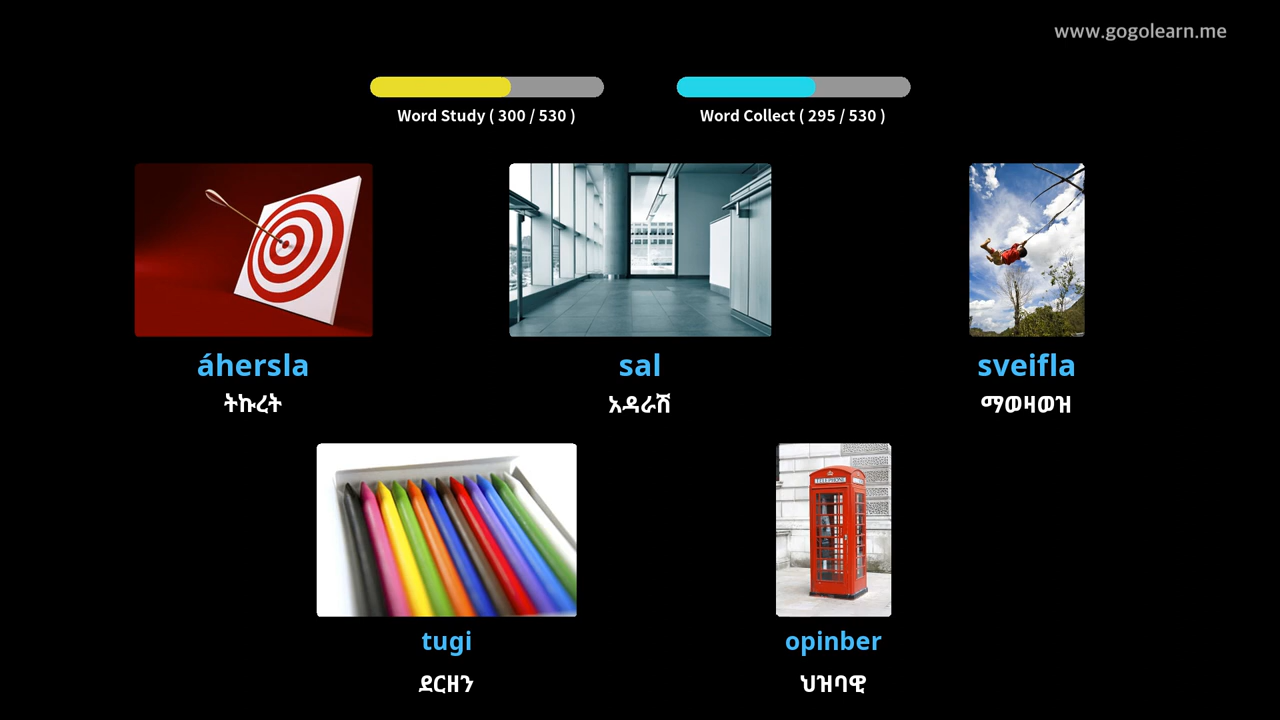 www.gogolearn.me
Word Study ( 300 / 530 )
Word Collect ( 295 / 530 )
áhersla
ትኩረት
sal
አዳራሽ
sveifla
ማወዛወዝ
TELEPHONE
tugi
ደርዘን
opinber
ህዝባዊ